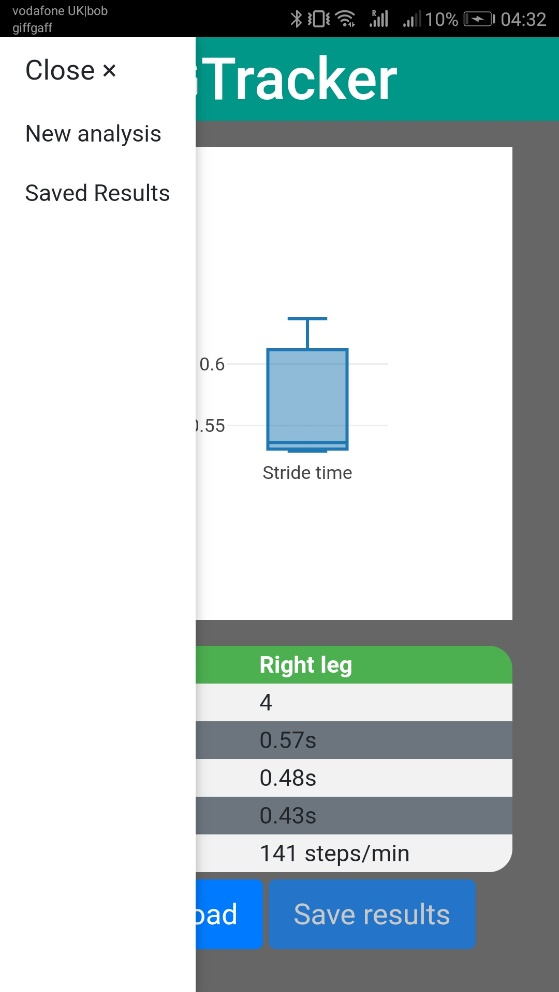 vodafone UK|bob
giffgaff
10%
04:32
Close ×
Tracker
New analysis
Saved Results
0.6
0.55
Stride time
Right leg
4
0.57s
0.48s
0.43s
141 steps/min
oad
Save results